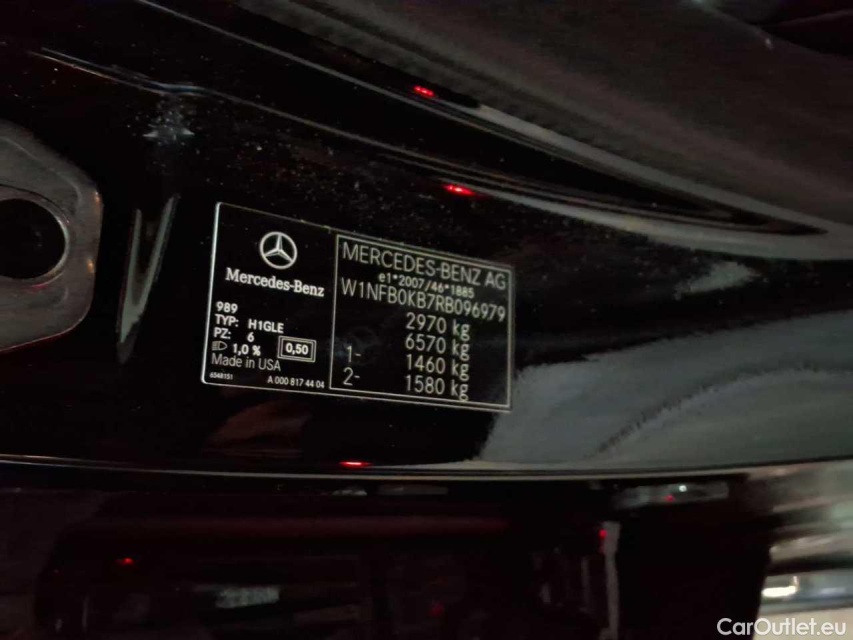 Mercedes-Benz
989
TYP: H1GLE
PZ: 6
1,0 % 0,50
Made in USA
6548151 A 000 817 44 04
MERCEDES-BENZ AG
e1*2007/46*1885
W1NFB0KB7RB096979
2970 kg
6570 kg
1- 1460 kg
2- 1580 kg
CarOutlet.eu